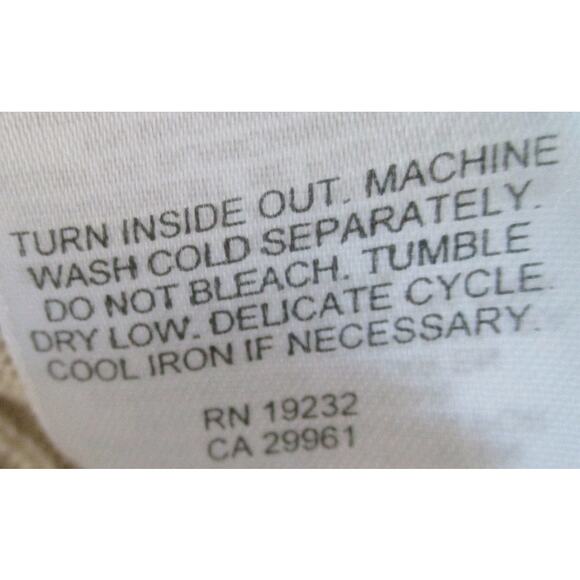 TURN INSIDE OUT. MACHINE
WASH COLD SEPARATELY.
DO NOT BLEACH. TUMBLE
DRY LOW. DELICATE CYCLE.
COOL IRON IF NECESSARY.
RN 19232
CA 29961